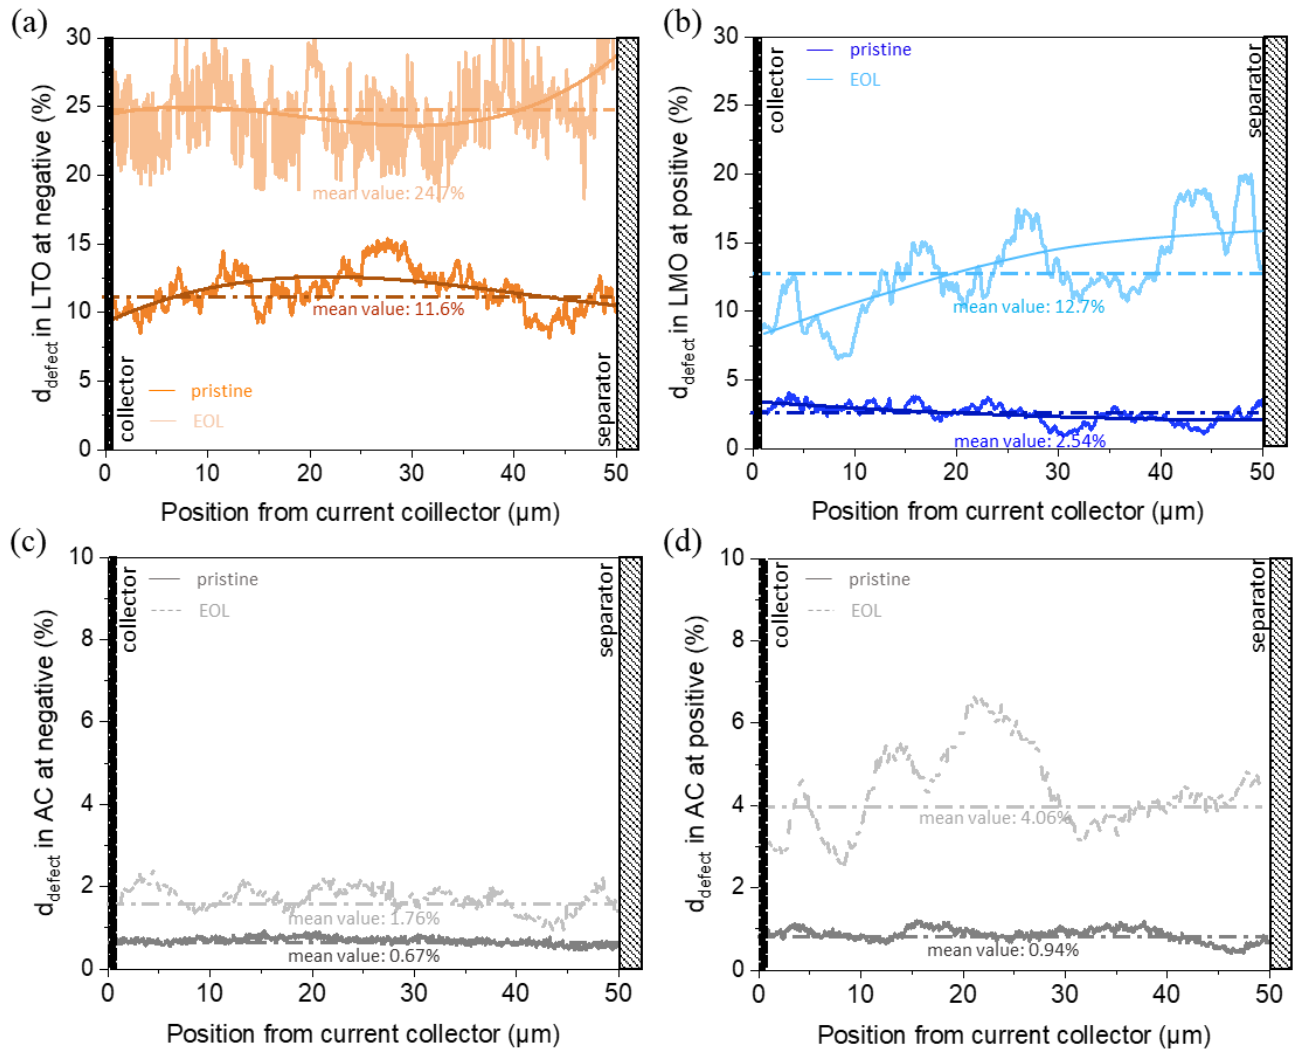 (a)
30
25
20
15
10
5
0
d_defect in LTO at negative (%)
collector
separator
mean value: 24.7%
mean value: 11.6%
pristine
EOL
0 10 20 30 40 50
Position from current coillector (µm)
(b)
30
25
20
15
10
5
0
d_defect in LMO at positive (%)
collector
separator
pristine
EOL
mean value: 12.7%
mean value: 2.54%
0 10 20 30 40 50
Position from current collector (µm)
(c)
10
8
6
4
2
0
d_defect in AC at negative (%)
collector
separator
pristine
EOL
mean value: 1.76%
mean value: 0.67%
0 10 20 30 40 50
Position from current collector (µm)
(d)
10
8
6
4
2
0
d_defect in AC at positive (%)
collector
separator
pristine
EOL
mean value: 4.06%
mean value: 0.94%
0 10 20 30 40 50
Position from current collector (µm)